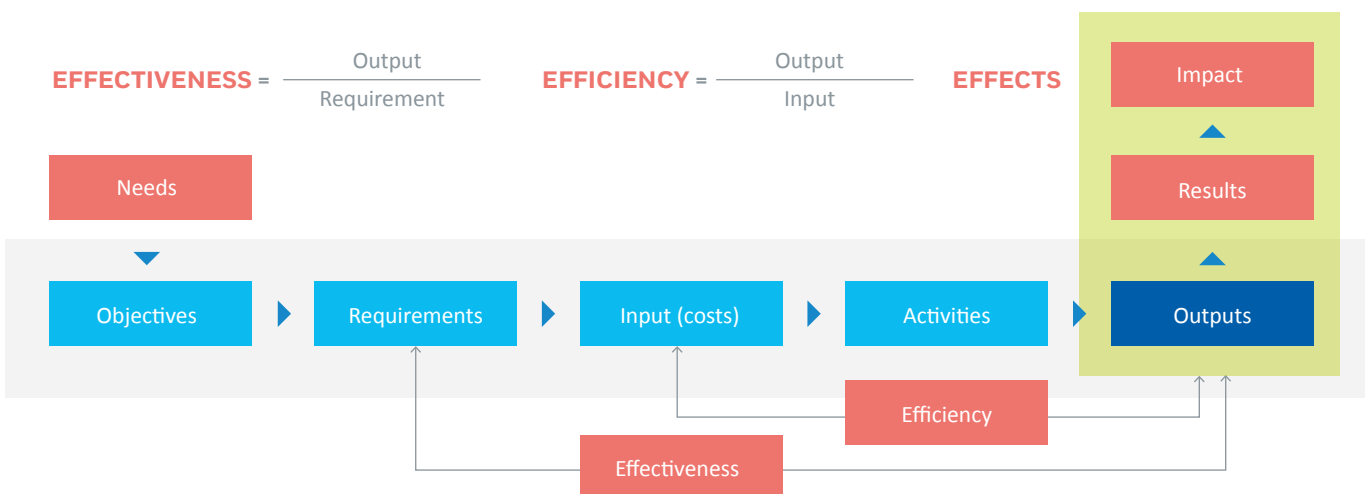 EFFECTIVENESS =
Output
Requirement
EFFICIENCY =
Output
Input
EFFECTS
Impact
Needs
Results
Objectives
Requirements
Input (costs)
Activities
Outputs
Efficiency
Effectiveness